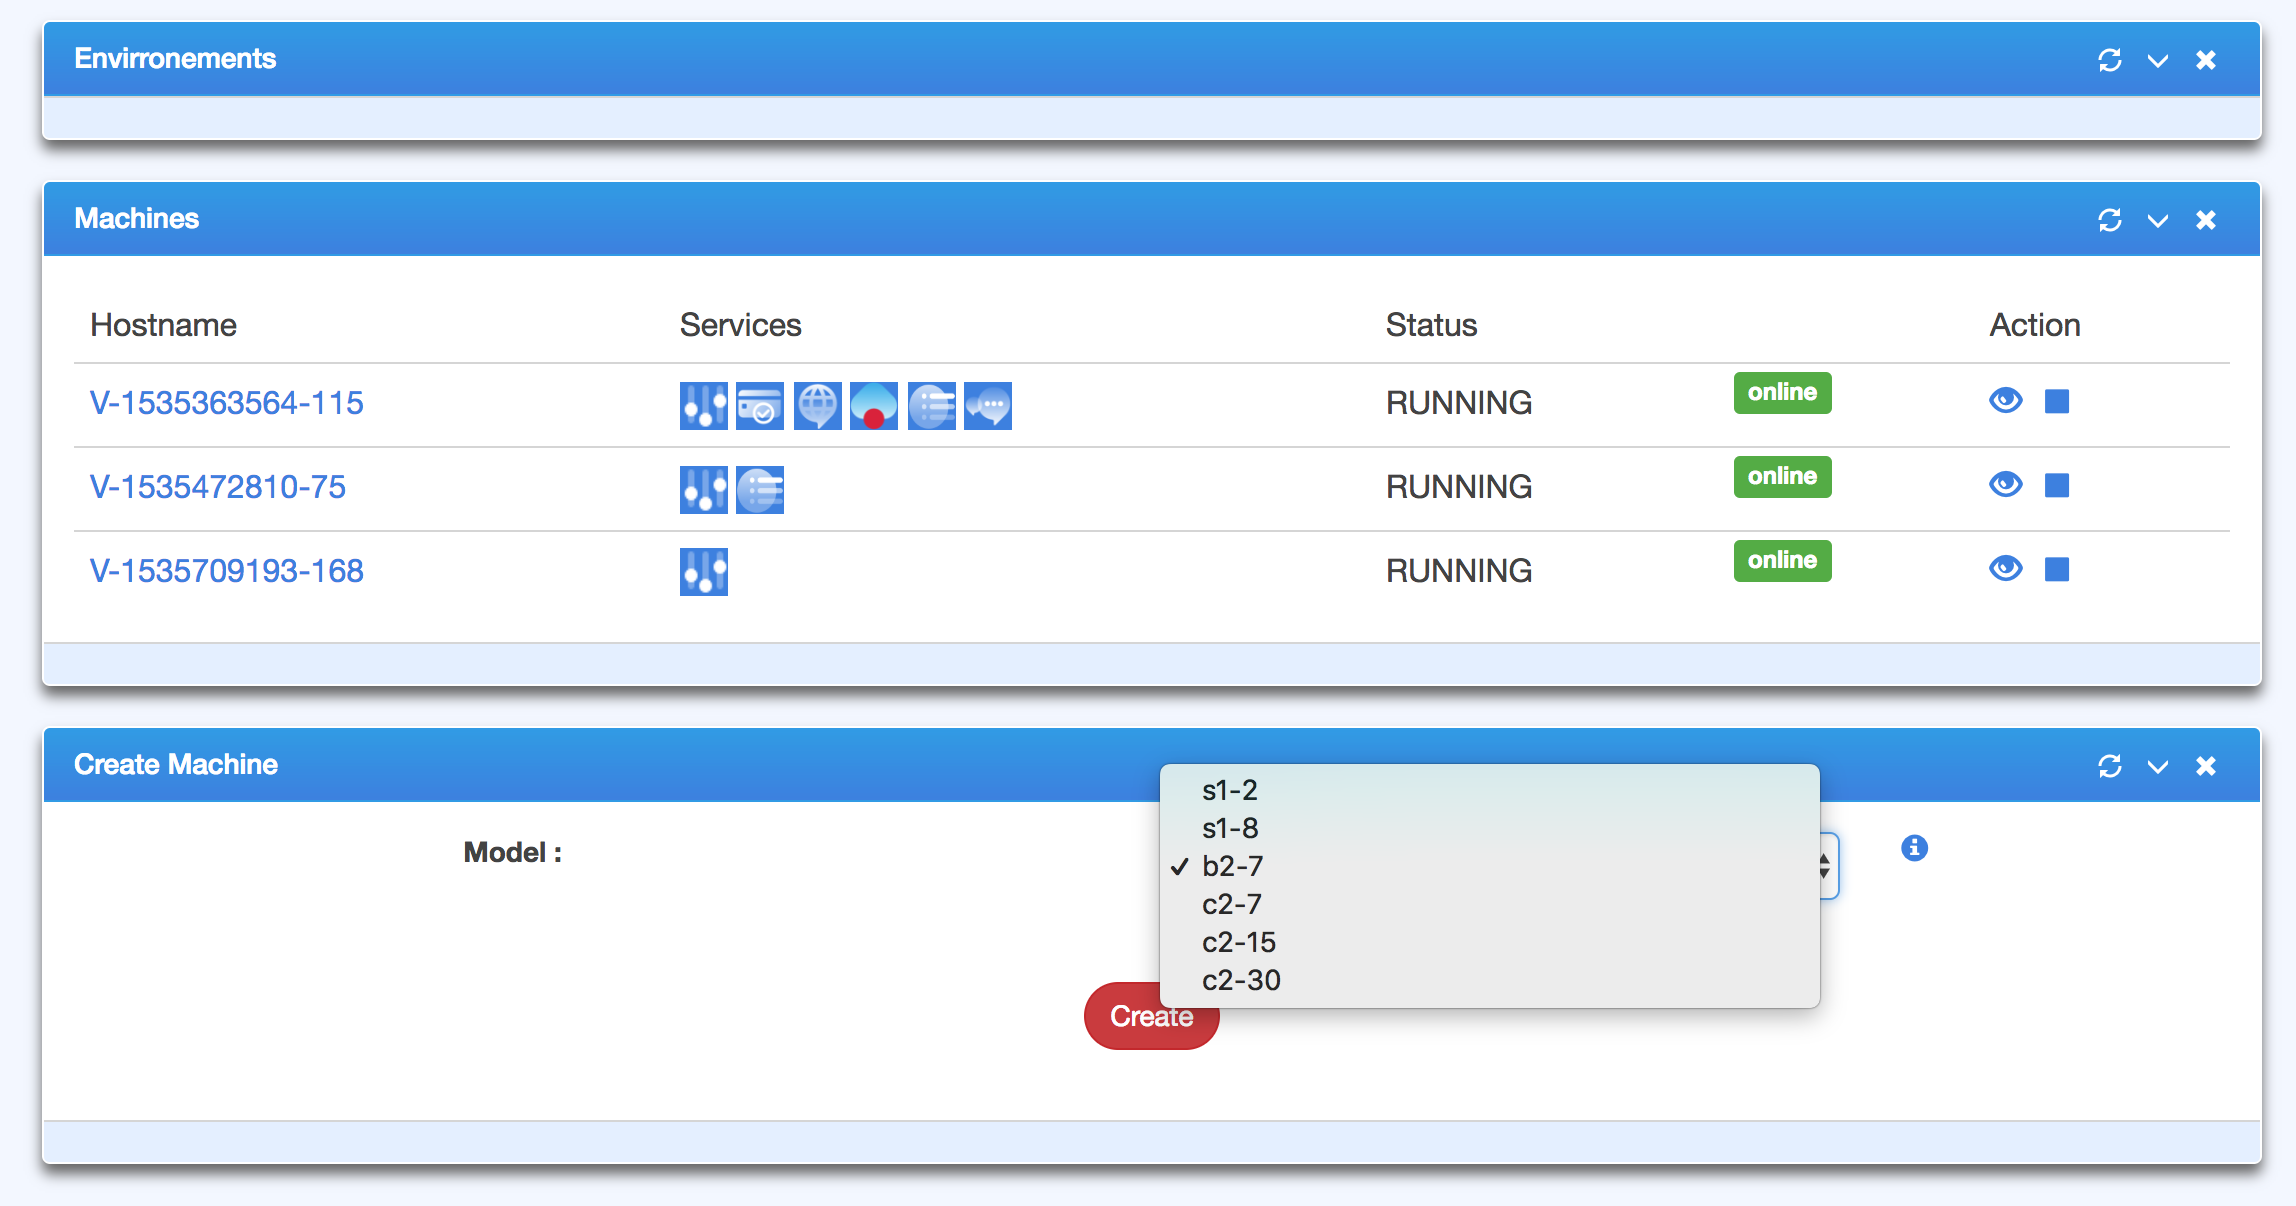 Envirronements
Machines
Hostname Services Status Action
V-1535363564-115 RUNNING online
V-1535472810-75 RUNNING online
V-1535709193-168 RUNNING online
Create Machine
s1-2
s1-8
Model :
✓ b2-7
c2-7
c2-15
c2-30
Create